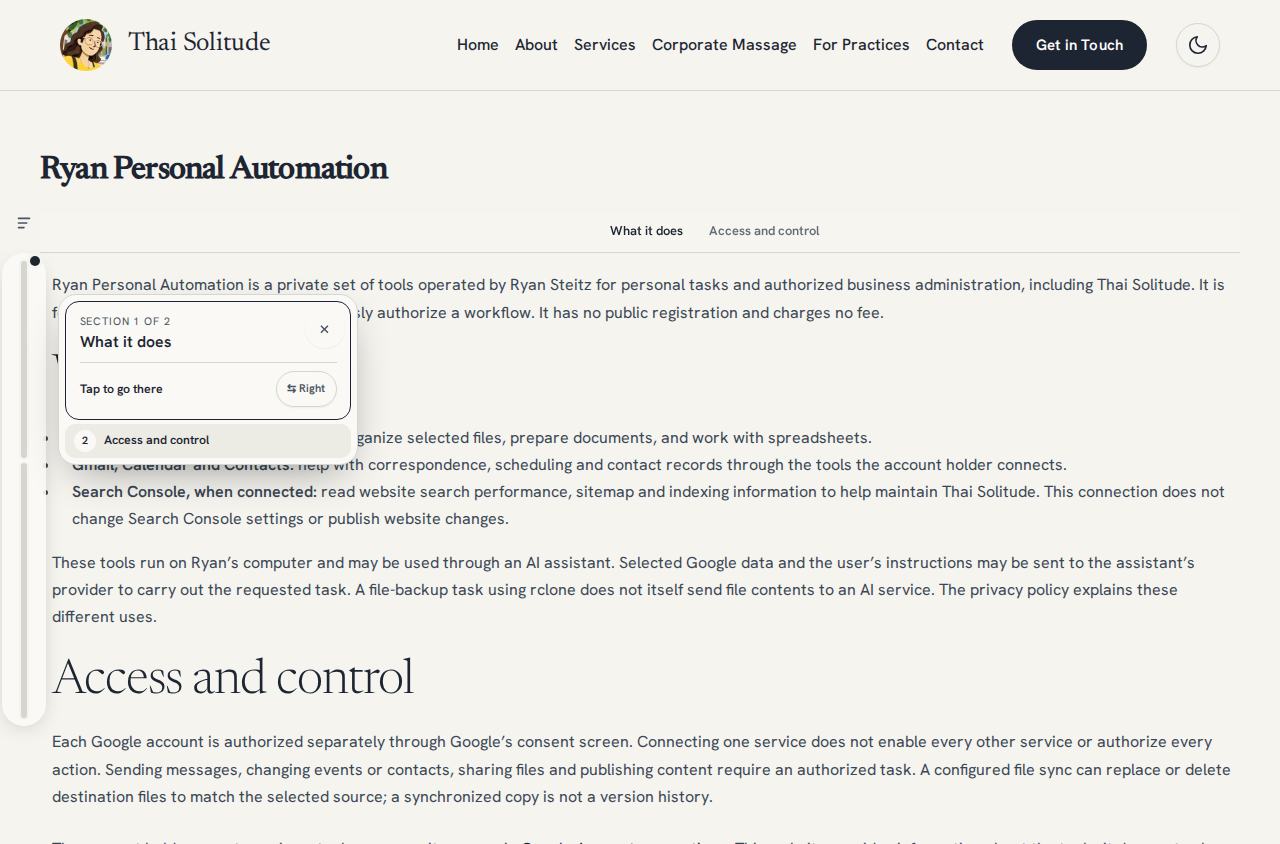 Thai Solitude
Home About Services Corporate Massage For Practices Contact Get in Touch
Ryan Personal Automation
What it does Access and control
Ryan Personal Automation is a private set of tools operated by Ryan Steitz for personal tasks and authorized business administration, including Thai Solitude. It is
authorize a workflow. It has no public registration and charges no fee.
SECTION 1 OF 2
What it does
Tap to go there
⇆ Right
2 Access and control
selected files, prepare documents, and work with spreadsheets.
Gmail, Calendar and Contacts: help with correspondence, scheduling and contact records through the tools the account holder connects.
Search Console, when connected: read website search performance, sitemap and indexing information to help maintain Thai Solitude. This connection does not
change Search Console settings or publish website changes.
These tools run on Ryan’s computer and may be used through an AI assistant. Selected Google data and the user’s instructions may be sent to the assistant’s
provider to carry out the requested task. A file-backup task using rclone does not itself send file contents to an AI service. The privacy policy explains these
different uses.
Access and control
Each Google account is authorized separately through Google’s consent screen. Connecting one service does not enable every other service or authorize every
action. Sending messages, changing events or contacts, sharing files and publishing content require an authorized task. A configured file sync can replace or delete
destination files to match the selected source; a synchronized copy is not a version history.